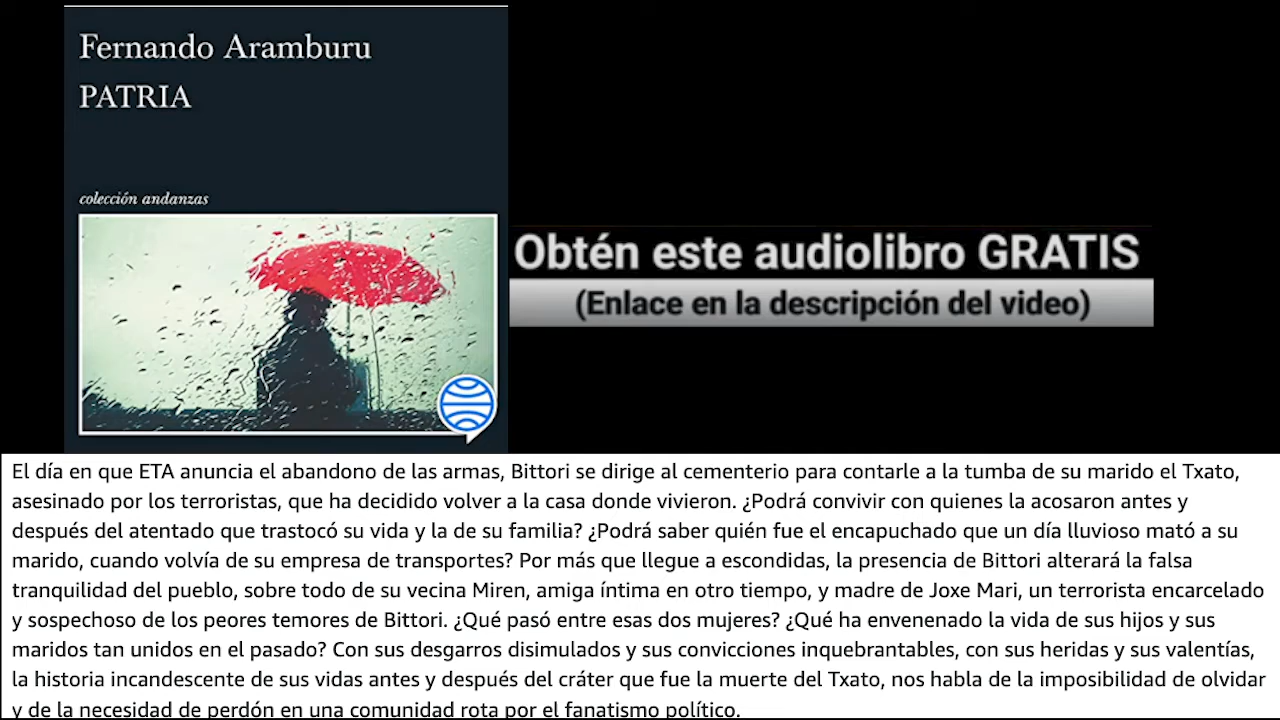 Fernando Aramburu
PATRIA
colección andanzas
Obtén este audiolibro GRATIS
(Enlace en la descripción del video)
El día en que ETA anuncia el abandono de las armas, Bittori se dirige al cementerio para contarle a la tumba de su marido el Txato,
asesinado por los terroristas, que ha decidido volver a la casa donde vivieron. ¿Podrá convivir con quienes la acosaron antes y
después del atentado que trastocó su vida y la de su familia? ¿Podrá saber quién fue el encapuchado que un día lluvioso mató a su
marido, cuando volvía de su empresa de transportes? Por más que llegue a escondidas, la presencia de Bittori alterará la falsa
tranquilidad del pueblo, sobre todo de su vecina Miren, amiga íntima en otro tiempo, y madre de Joxe Mari, un terrorista encarcelado
y sospechoso de los peores temores de Bittori. ¿Qué pasó entre esas dos mujeres? ¿Qué ha envenenado la vida de sus hijos y sus
maridos tan unidos en el pasado? Con sus desgarros disimulados y sus convicciones inquebrantables, con sus heridas y sus valentías,
la historia incandescente de sus vidas antes y después del cráter que fue la muerte del Txato, nos habla de la imposibilidad de olvidar
y de la necesidad de perdón en una comunidad rota por el fanatismo político.